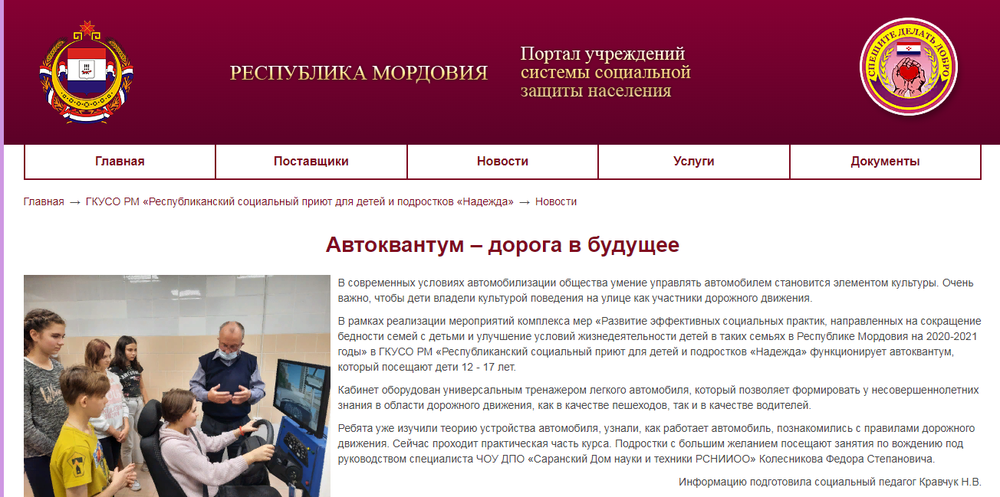 РЕСПУБЛИКА МОРДОВИЯ
Портал учреждений
системы социальной
защиты населения
СПЕШИТЕ ДЕЛАТЬ ДОБРО
Главная
Поставщики
Новости
Услуги
Документы
Главная → ГКУСО РМ «Республиканский социальный приют для детей и подростков «Надежда» → Новости
Автоквантум – дорога в будущее
В современных условиях автомобилизации общества умение управлять автомобилем становится элементом культуры. Очень
важно, чтобы дети владели культурой поведения на улице как участники дорожного движения.
В рамках реализации мероприятий комплекса мер «Развитие эффективных социальных практик, направленных на сокращение
бедности семей с детьми и улучшение условий жизнедеятельности детей в таких семьях в Республике Мордовия на 2020-2021
годы» в ГКУСО РМ «Республиканский социальный приют для детей и подростков «Надежда» функционирует автоквантум,
который посещают дети 12 - 17 лет.
Кабинет оборудован универсальным тренажером легкого автомобиля, который позволяет формировать у несовершеннолетних
знания в области дорожного движения, как в качестве пешеходов, так и в качестве водителей.
Ребята уже изучили теорию устройства автомобиля, узнали, как работает автомобиль, познакомились с правилами дорожного
движения. Сейчас проходит практическая часть курса. Подростки с большим желанием посещают занятия по вождению под
руководством специалиста ЧОУ ДПО «Саранский Дом науки и техники РСНИИОО» Колесникова Федора Степановича.
Информацию подготовила социальный педагог Кравчук Н.В.